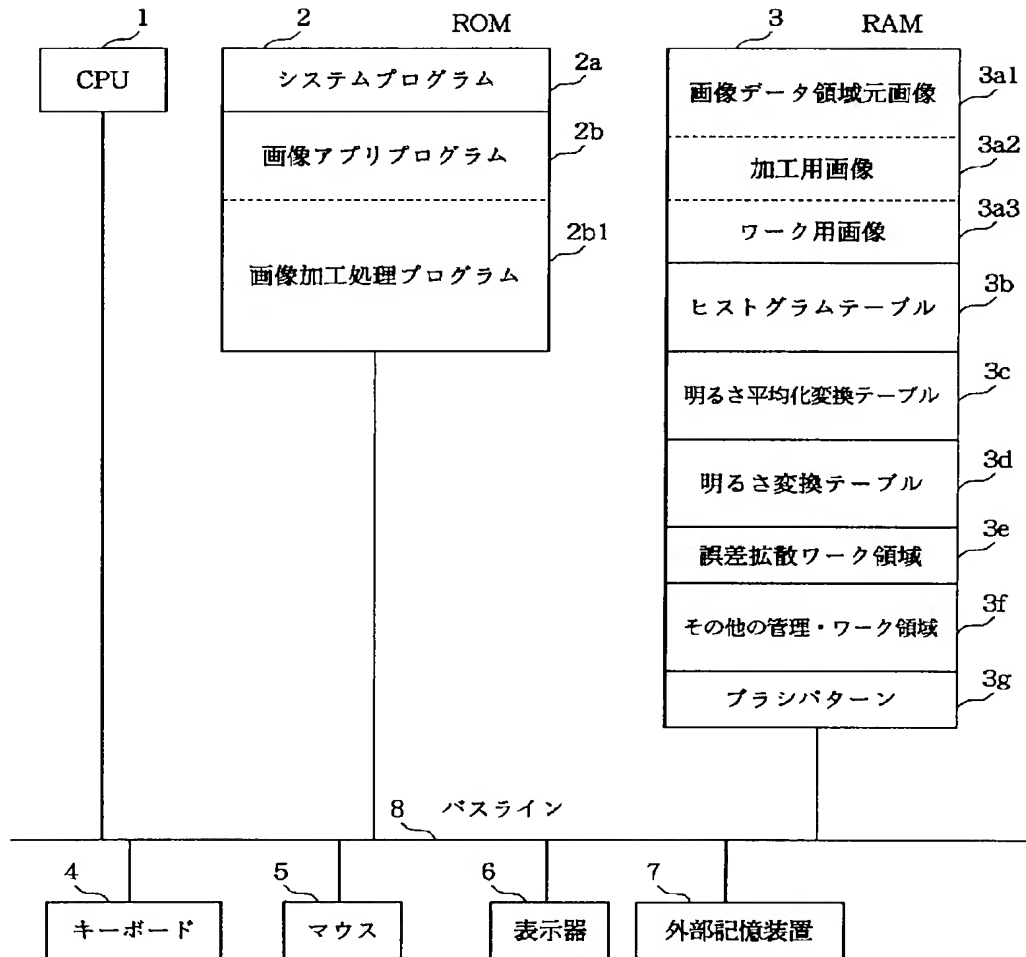 1
CPU
2
ROM
システムプログラム
2a
画像アプリプログラム
2b
画像加工処理プログラム
2b1
3
RAM
画像データ領域元画像
3a1
加工用画像
3a2
ワーク用画像
3a3
ヒストグラムテーブル
3b
明るさ平均化変換テーブル
3c
明るさ変換テーブル
3d
誤差拡散ワーク領域
3e
その他の管理・ワーク領域
3f
ブラシパターン
3g
8
バスライン
4
キーボード
5
マウス
6
表示器
7
外部記憶装置